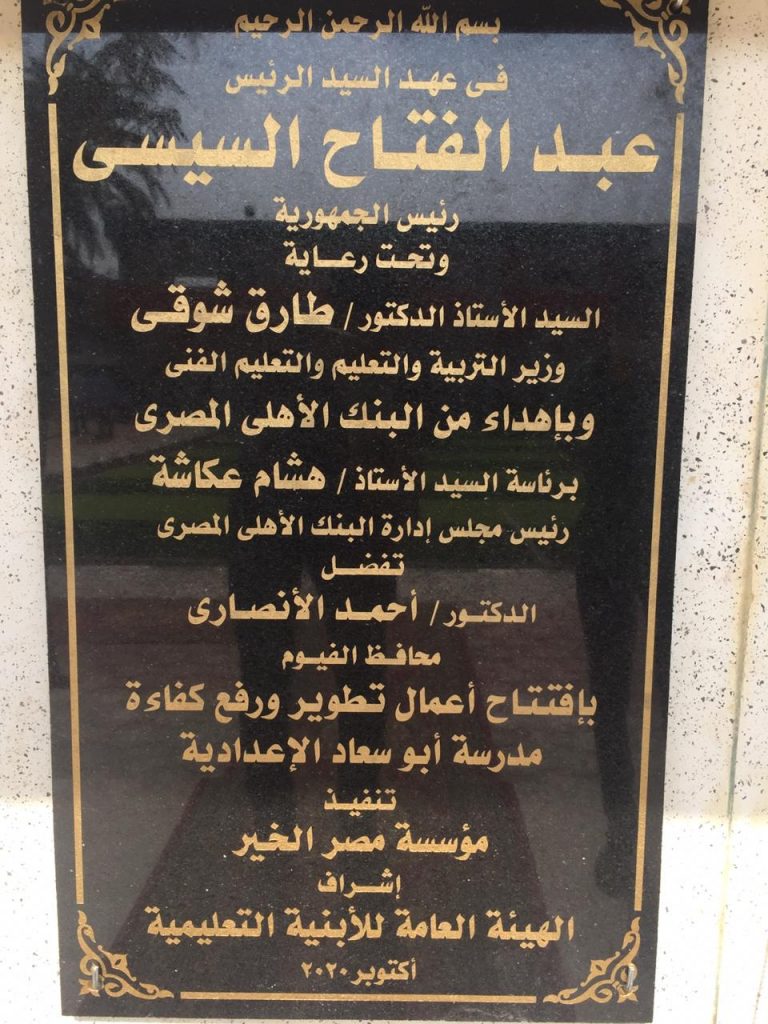 بسم الله الرحمن الرحيم
فى عهد السيد الرئيس
عبد الفتاح السيسى
رئيس الجمهورية
وتحت رعاية
السيد الأستاذ الدكتور / طارق شوقى
وزير التربية والتعليم والتعليم الفنى
وبإهداء من البنك الأهلى المصرى
برئاسة السيد الأستاذ / هشام عكاشة
رئيس مجلس إدارة البنك الأهلى المصرى
تفضل
الدكتور / أحمد الأنصارى
محافظ الفيوم
بإفتتاح أعمال تطوير ورفع كفاءة
مدرسة أبو سعاد الإعدادية
تنفيذ
مؤسسة مصر الخير
إشراف
الهيئة العامة للأبنية التعليمية
أكتوبر ٢٠٢٠